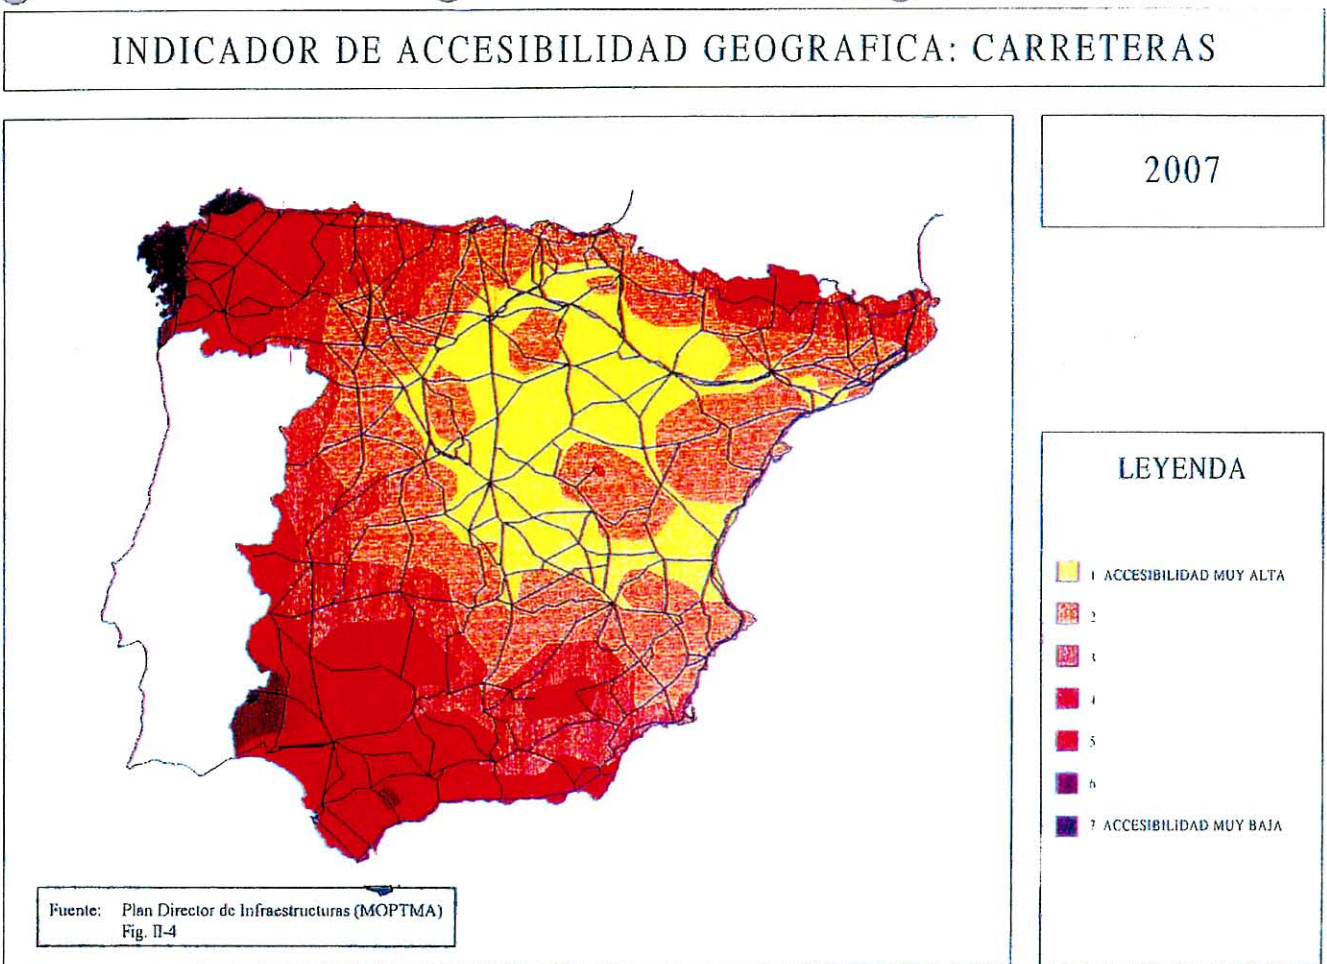 INDICADOR DE ACCESIBILIDAD GEOGRAFICA: CARRETERAS
2007
LEYENDA
1 ACCESIBILIDAD MUY ALTA
2
3
4
5
6
7 ACCESIBILIDAD MUY BAJA
Fuente: Plan Director de Infraestructuras (MOPTMA)
Fig. II-4